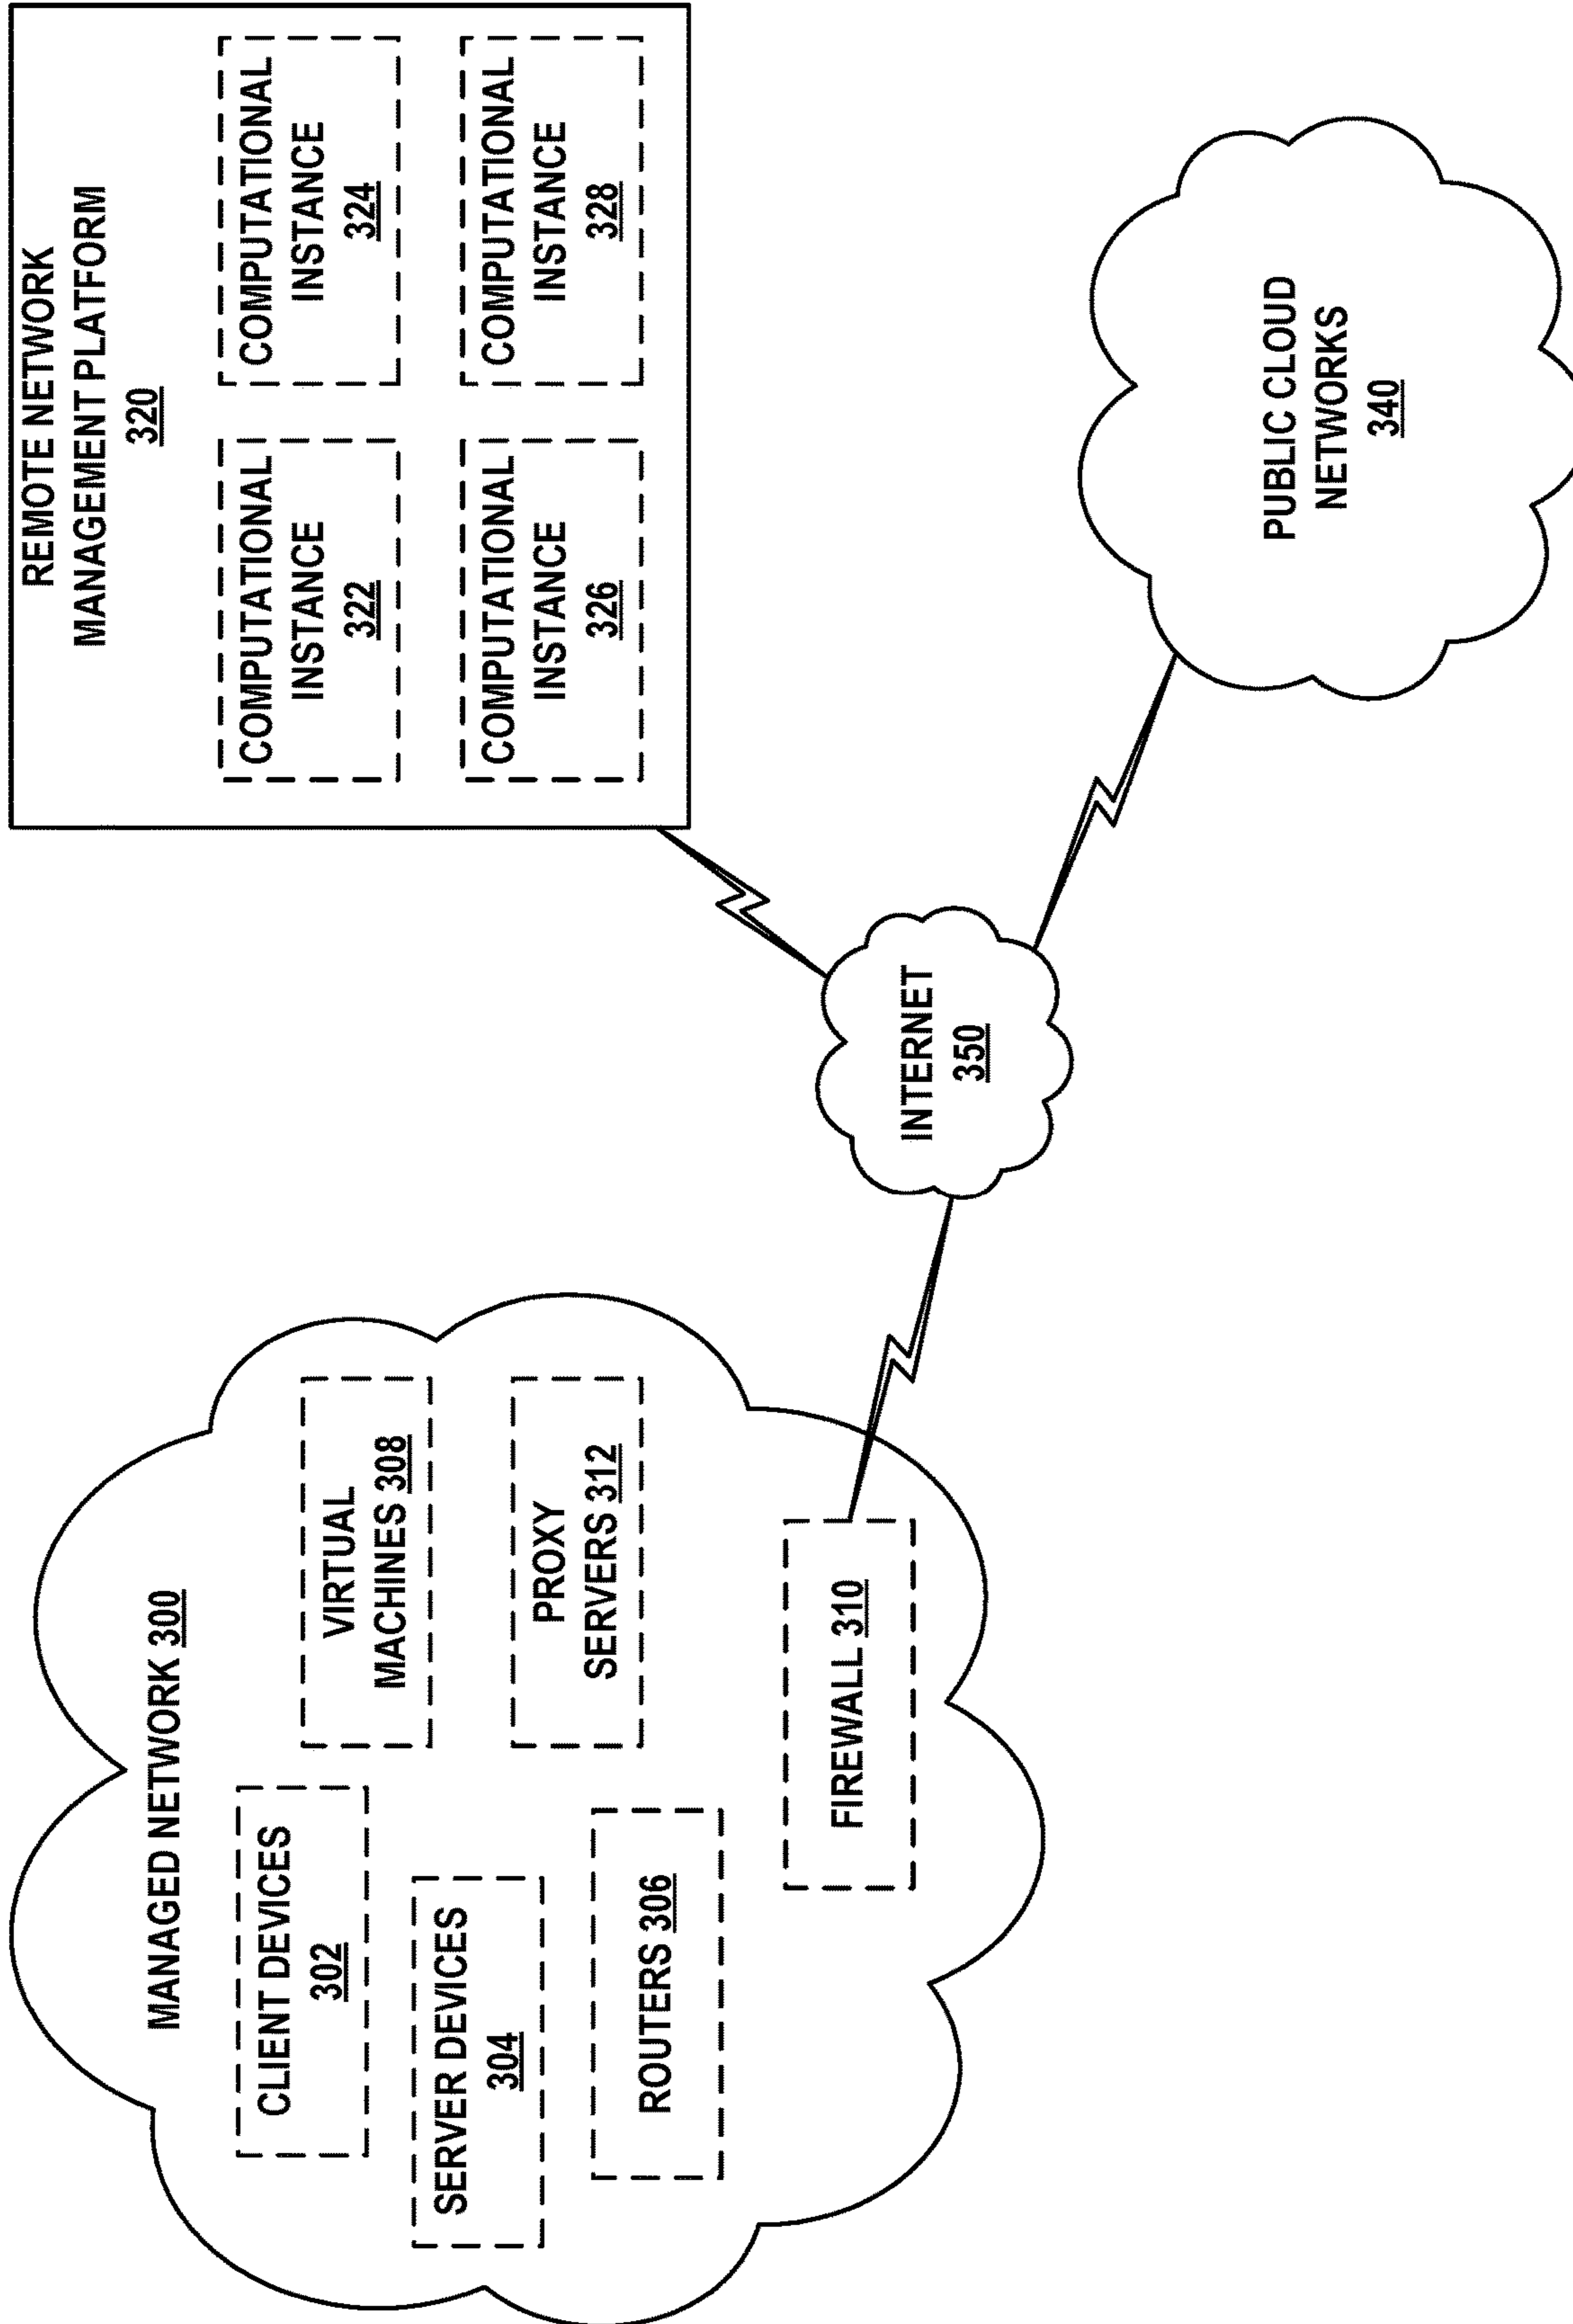 MANAGED NETWORK 300
CLIENT DEVICES
302
SERVER DEVICES
304
ROUTERS 306
VIRTUAL
MACHINES 308
PROXY
SERVERS 312
FIREWALL 310
INTERNET
350
REMOTE NETWORK
MANAGEMENT PLATFORM
320
COMPUTATIONAL
INSTANCE
322
COMPUTATIONAL
INSTANCE
324
COMPUTATIONAL
INSTANCE
326
COMPUTATIONAL
INSTANCE
328
PUBLIC CLOUD
NETWORKS
340